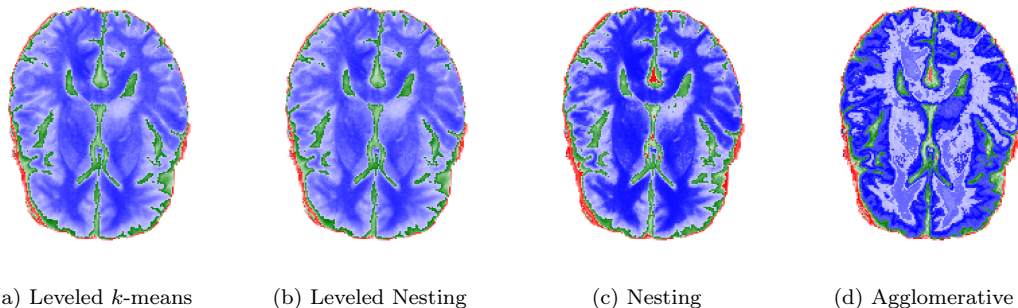 a) Leveled k-means
(b) Leveled Nesting
(c) Nesting
(d) Agglomerative